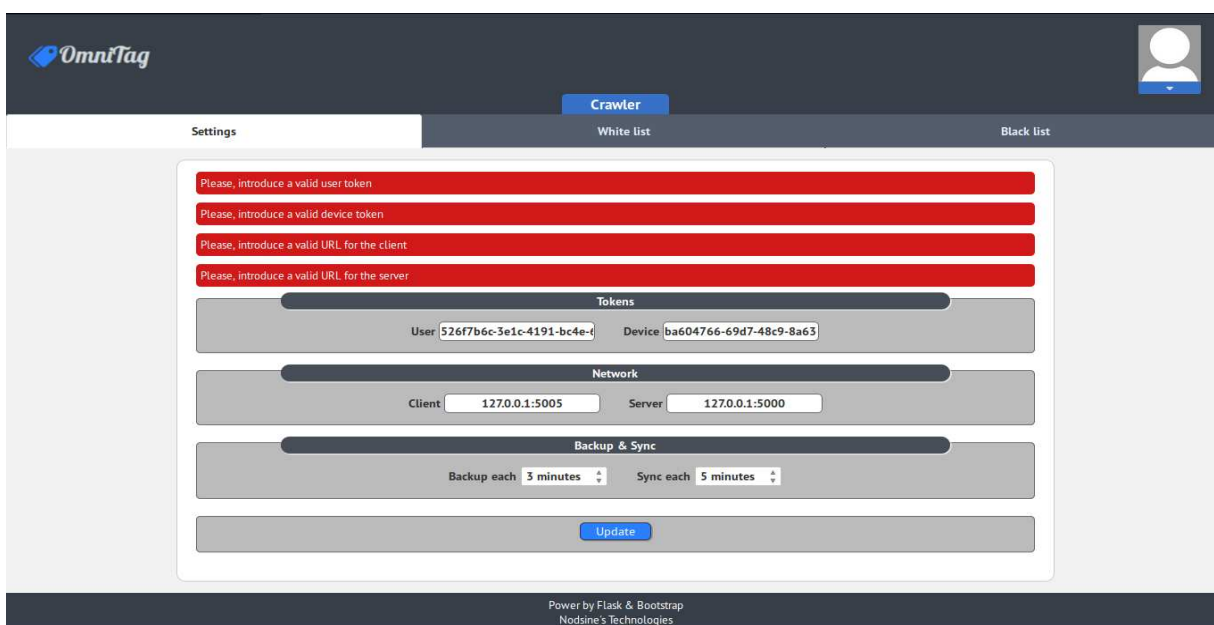 OmniTag
Crawler
Settings White list Black list
Please, introduce a valid user token
Please, introduce a valid device token
Please, introduce a valid URL for the client
Please, introduce a valid URL for the server
Tokens
User 526f7b6c-3e1c-4191-bc4e- Device ba604766-69d7-48c9-8a63
Network
Client 127.0.0.1:5005 Server 127.0.0.1:5000
Backup & Sync
Backup each 3 minutes Sync each 5 minutes
Update
Power by Flask & Bootstrap
Nodsine's Technologies